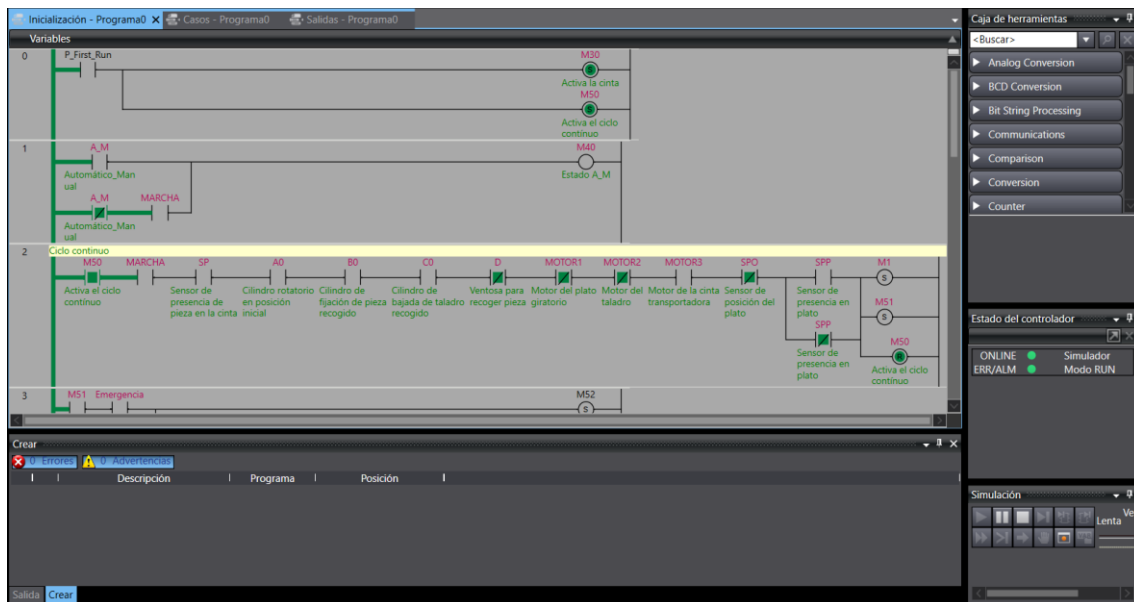 Inicialización - Programa0 Casos - Programa0 Salidas - Programa0
Variables
0 P_First_Run M30
Activa la cinta
M50
Activa el ciclo
contínuo
1 A_M M40
Automático_Man
ual
Estado A_M
A_M MARCHA
Automático_Man
ual
2 Ciclo continuo
M50 MARCHA SP A0 B0 C0 D MOTOR1 MOTOR2 MOTOR3 SPO SPP M1
S
Activa el ciclo
contínuo
Sensor de
presencia de
pieza en la cinta
Cilindro rotatorio
en posición
inicial
Cilindro de
fijación de pieza
recogido
Cilindro de
bajada de taladro
recogido
Ventosa para
recoger pieza
Motor del plato
giratorio
Motor del
taladro
Motor de la cinta
transportadora
Sensor de
posición del
plato
Sensor de
presencia en
plato
M51
S
SPP
Sensor de
presencia en
plato
M50
R
Activa el ciclo
contínuo
3 M51 Emergencia M52
S
Crear
0 Errores 0 Advertencias
! Descripción Programa Posición
Salida Crear
Caja de herramientas
<Buscar>
Analog Conversion
BCD Conversion
Bit String Processing
Communications
Comparison
Conversion
Counter
Estado del controlador
ONLINE Simulador
ERR/ALM Modo RUN
Simulación
Ve
Lenta